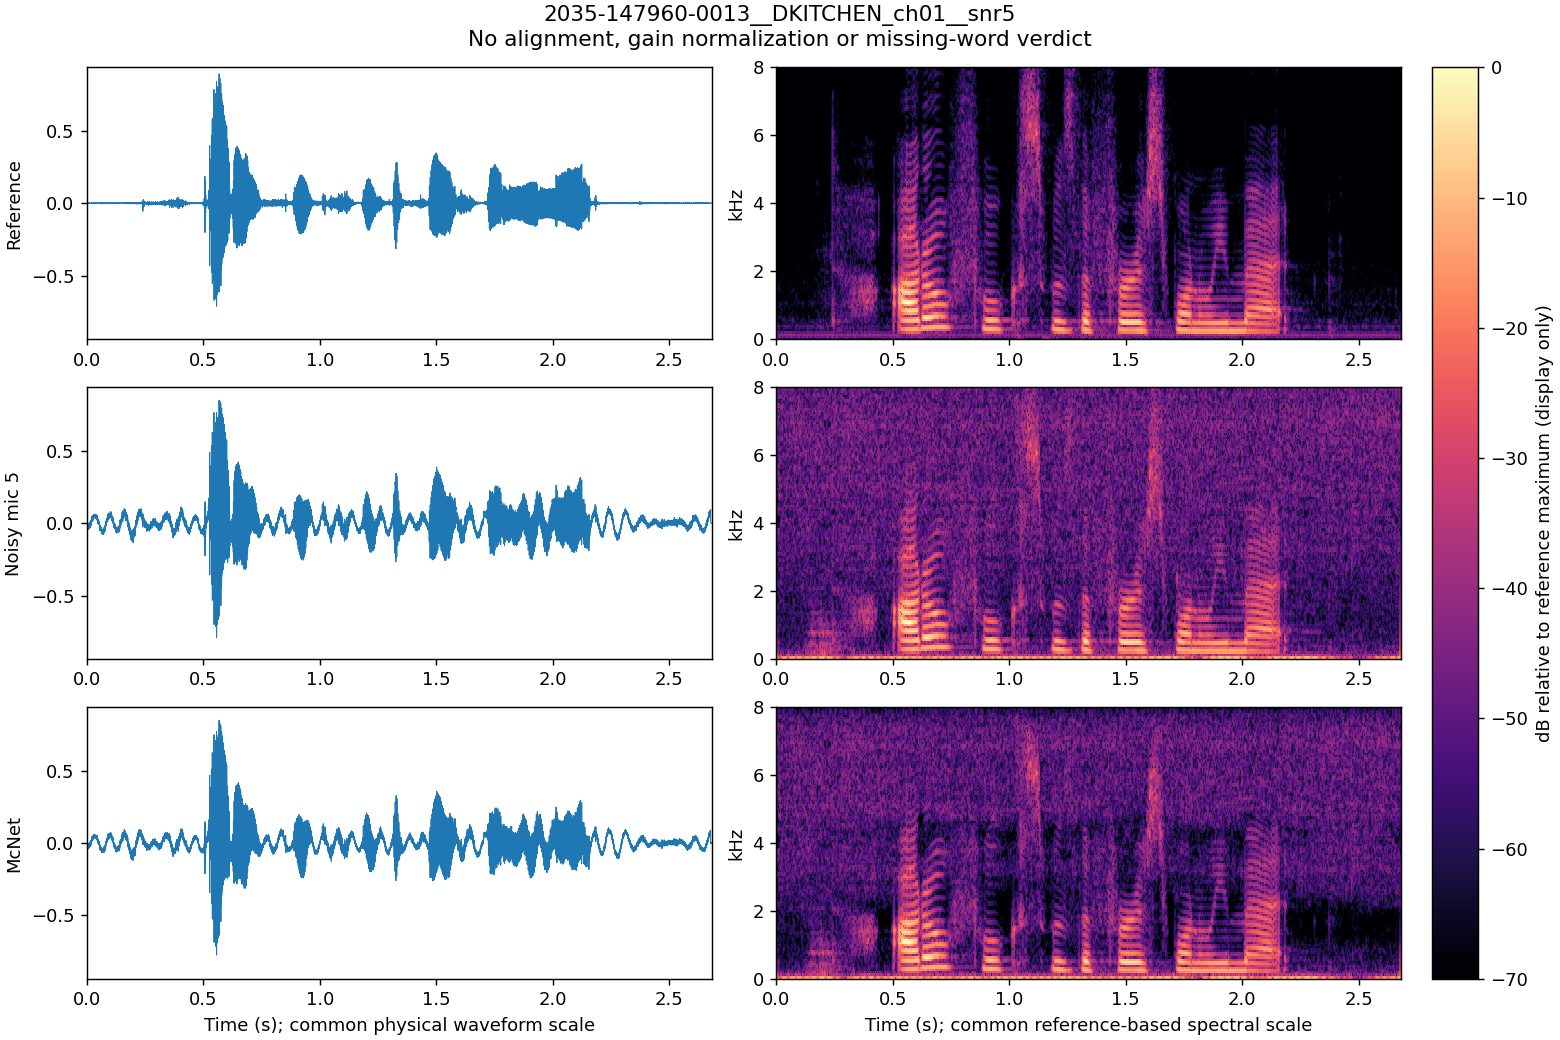 2035-147960-0013__DKITCHEN_ch01__snr5
No alignment, gain normalization or missing-word verdict
Reference
0.5
0.0
−0.5
0.0 0.5 1.0 1.5 2.0 2.5
kHz
8
6
4
2
0
0.0 0.5 1.0 1.5 2.0 2.5
Noisy mic 5
0.5
0.0
−0.5
0.0 0.5 1.0 1.5 2.0 2.5
kHz
8
6
4
2
0
0.0 0.5 1.0 1.5 2.0 2.5
McNet
0.5
0.0
−0.5
0.0 0.5 1.0 1.5 2.0 2.5
Time (s); common physical waveform scale
kHz
8
6
4
2
0
0.0 0.5 1.0 1.5 2.0 2.5
Time (s); common reference-based spectral scale
0
−10
−20
−30
−40
−50
−60
−70
dB relative to reference maximum (display only)